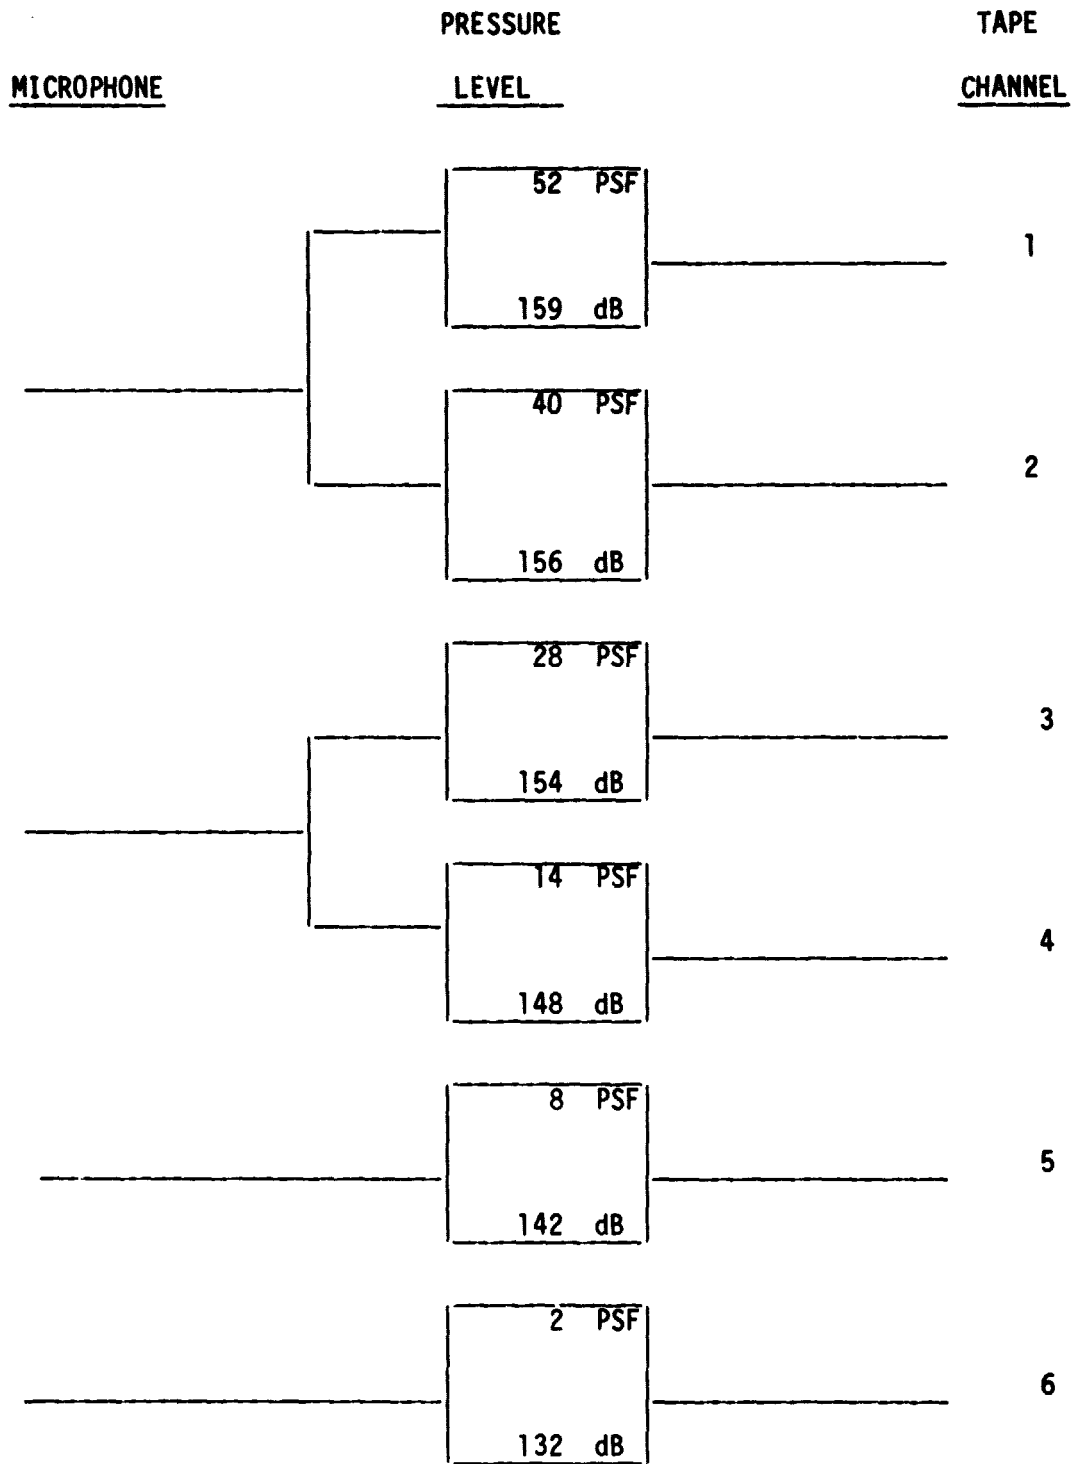 PRESSURE TAPE
MICROPHONE LEVEL CHANNEL
52 PSF
1
159 dB
40 PSF
2
156 dB
28 PSF
3
154 dB
14 PSF
4
148 dB
8 PSF
5
142 dB
2 PSF
6
132 dB